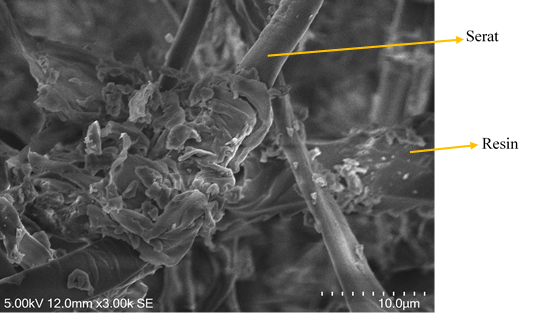 Serat
Resin
5.00kV 12.0mm x3.00k SE
10.0μm